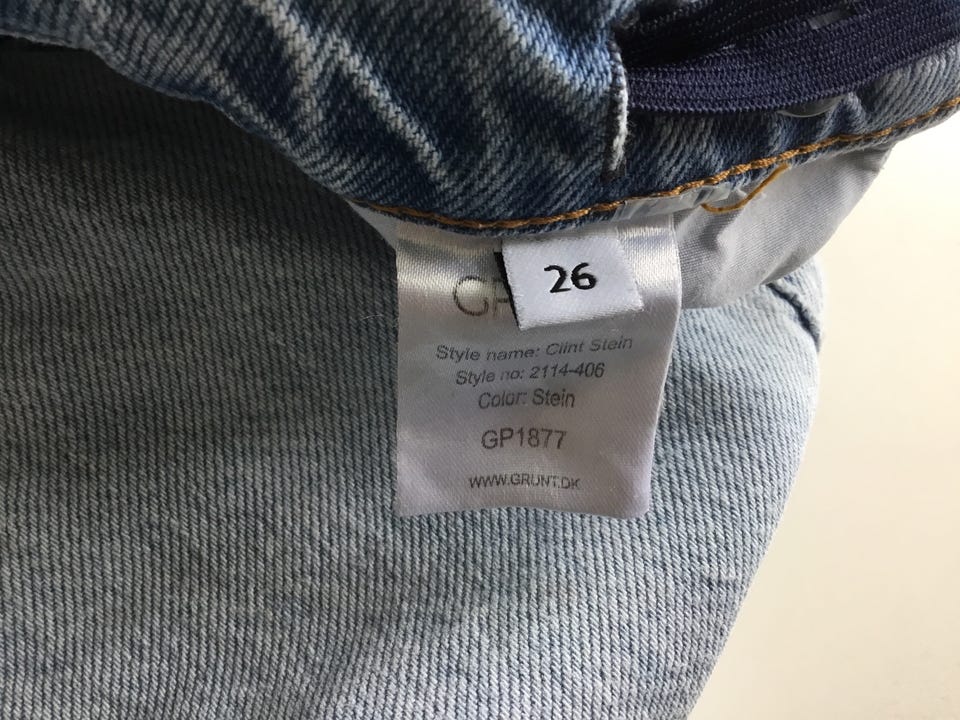 26
Style name: Clint Stein
Style no: 2114-406
Color: Stein
GP1877
WWW.GRUNT.DK